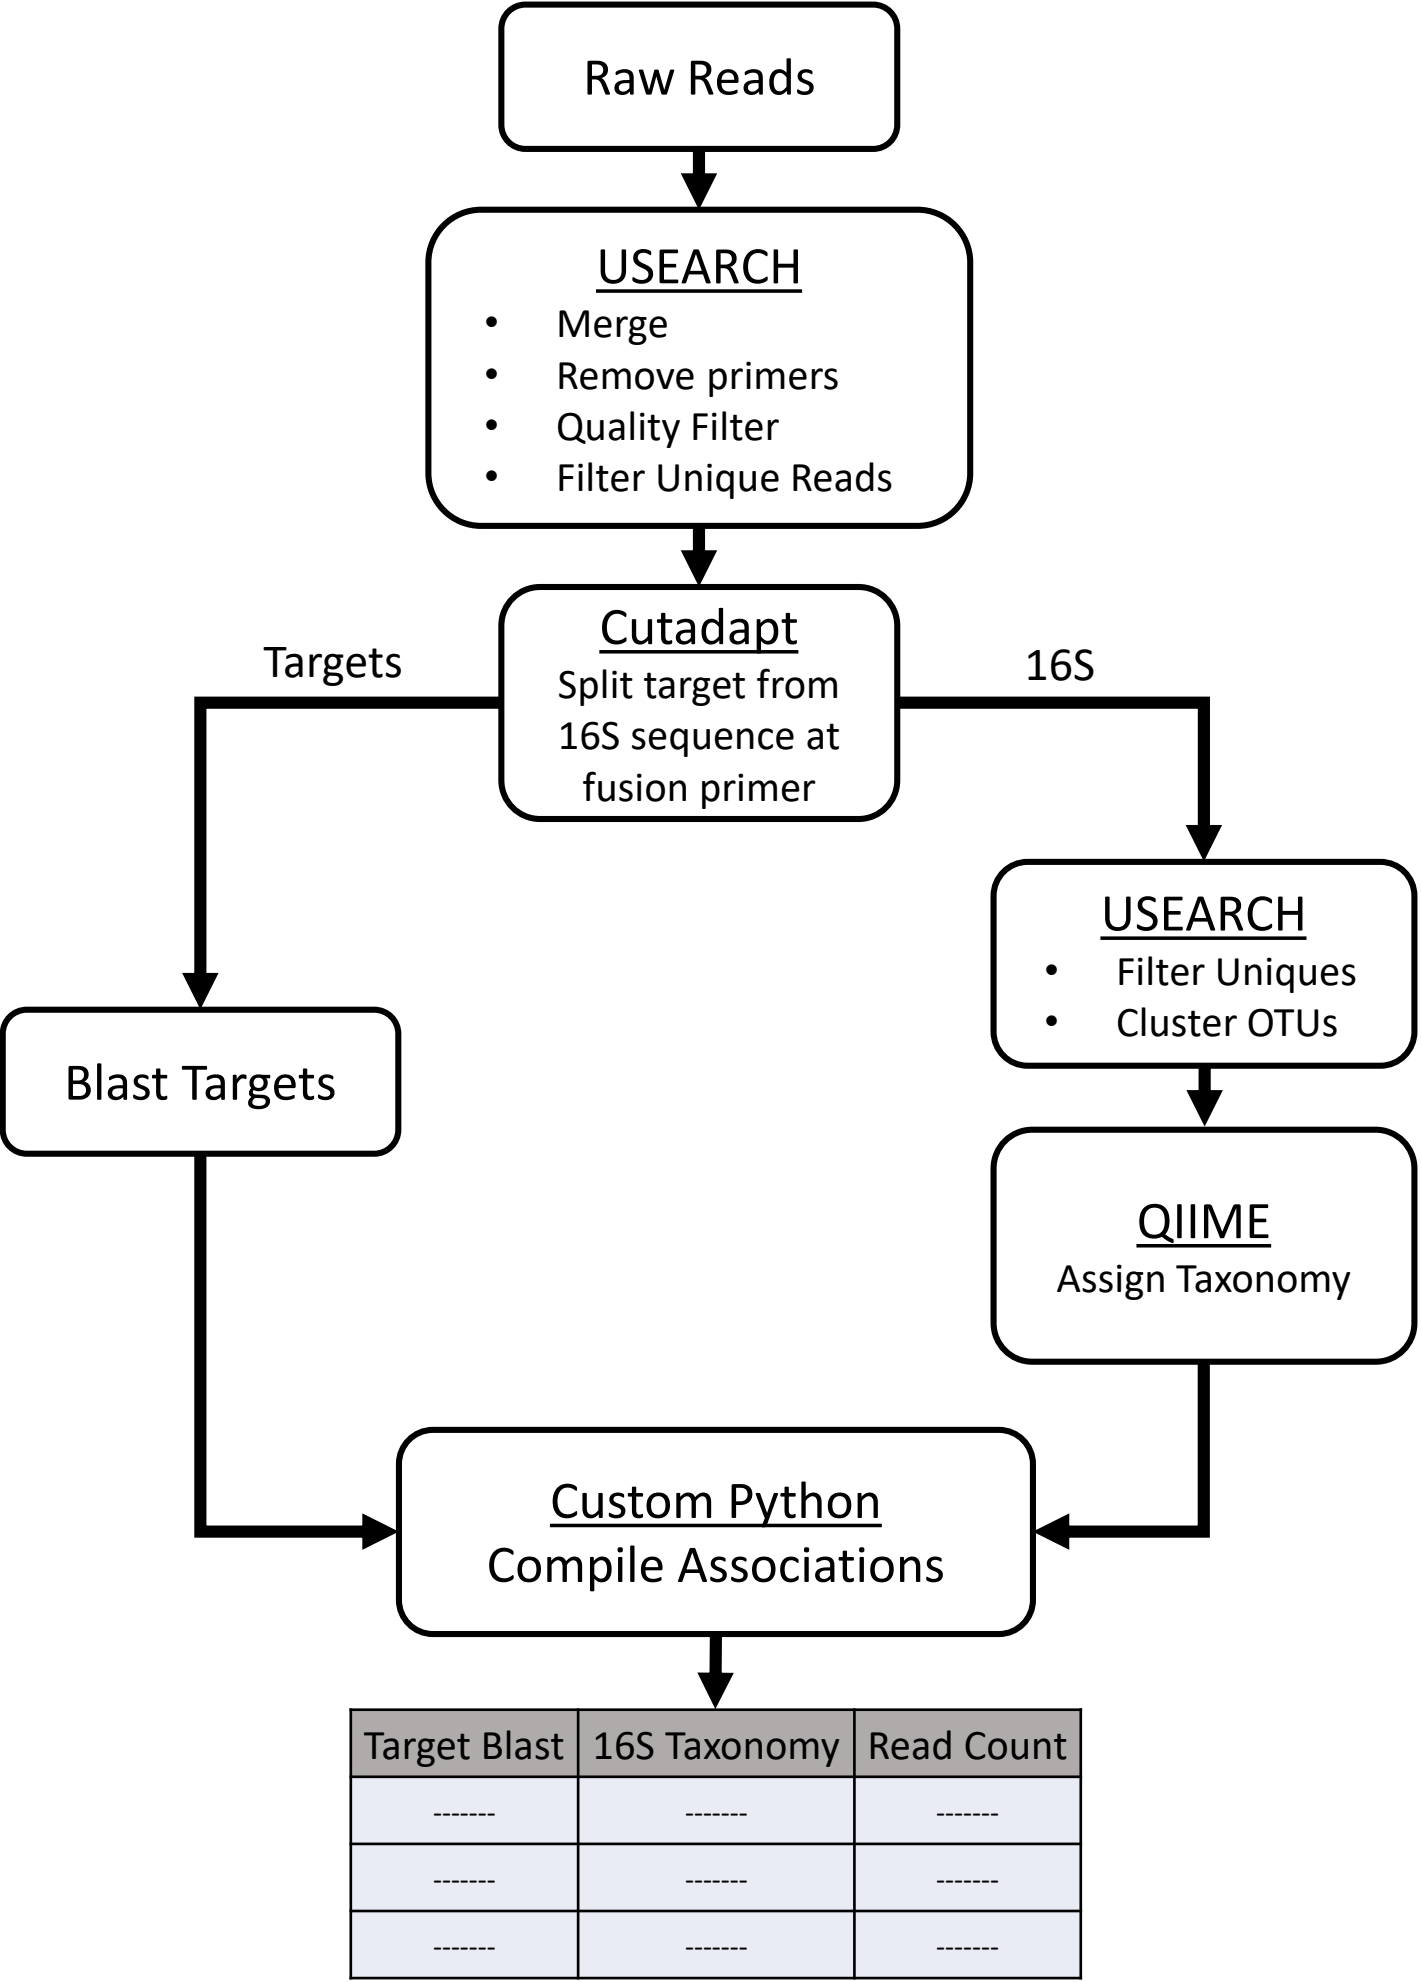 Raw Reads
USEARCH
• Merge
• Remove primers
• Quality Filter
• Filter Unique Reads
Cutadapt
Split target from
16S sequence at
fusion primer
Targets
16S
USEARCH
• Filter Uniques
• Cluster OTUs
Blast Targets
QIIME
Assign Taxonomy
Custom Python
Compile Associations
Target Blast 16S Taxonomy Read Count
------- ------- -------
------- ------- -------
------- ------- -------